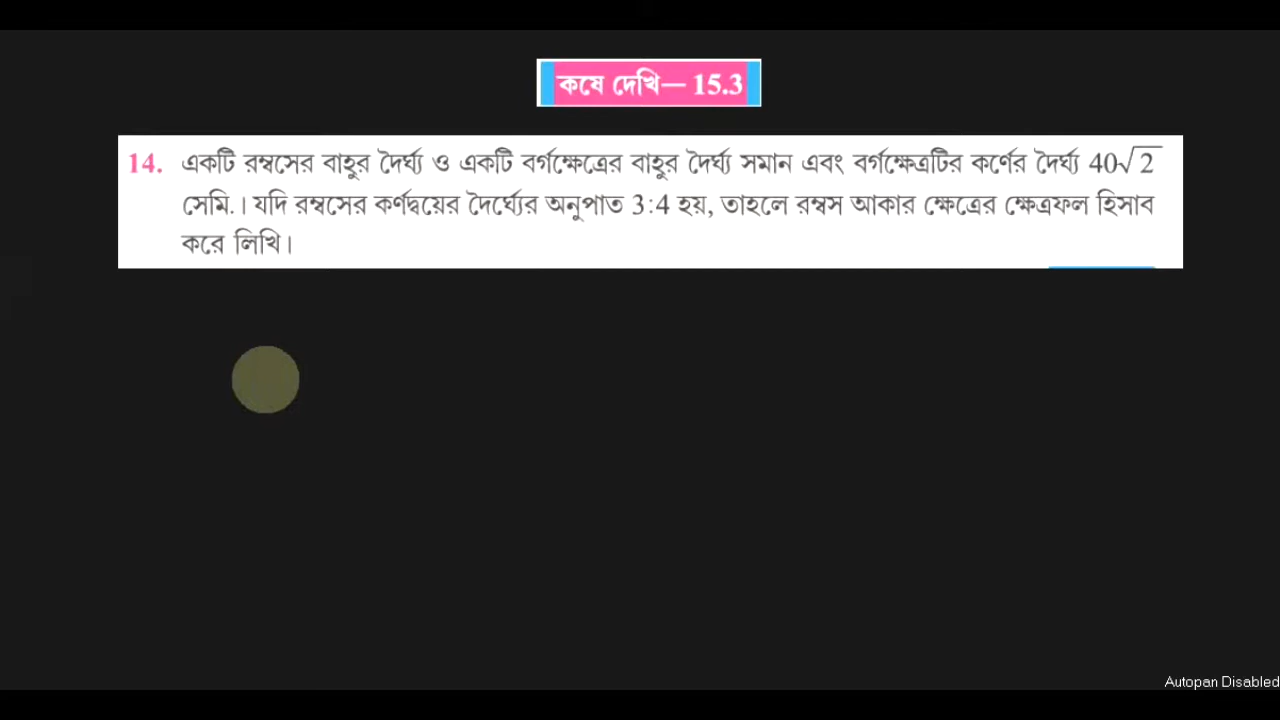 কষে দেখি— 15.3
14. একটি রম্বসের বাহুর দৈর্ঘ্য ও একটি বর্গক্ষেত্রের বাহুর দৈর্ঘ্য সমান এবং বর্গক্ষেত্রটির কর্ণের দৈর্ঘ্য 40√2
সেমি.। যদি রম্বসের কর্ণদ্বয়ের দৈর্ঘ্যের অনুপাত 3:4 হয়, তাহলে রম্বস আকার ক্ষেত্রের ক্ষেত্রফল হিসাব
করে লিখি।
Autopan Disabled